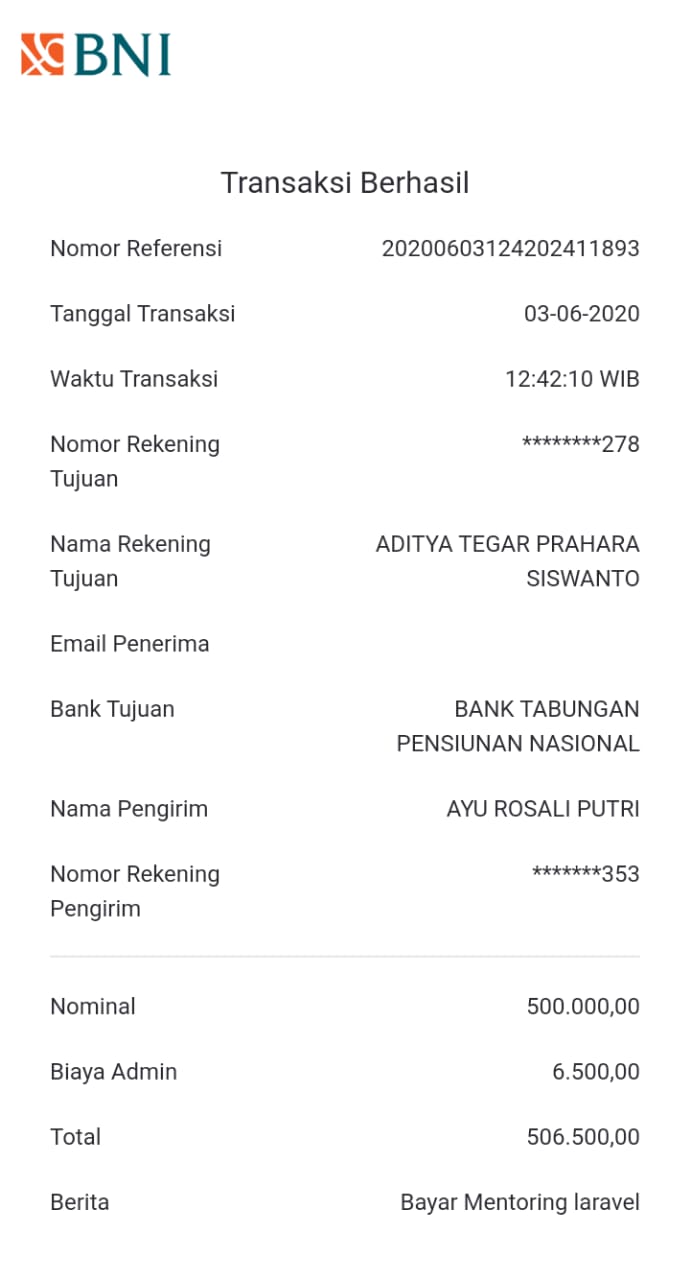 BNI
Transaksi Berhasil
Nomor Referensi 20200603124202411893
Tanggal Transaksi 03-06-2020
Waktu Transaksi 12:42:10 WIB
Nomor Rekening ********278
Tujuan
Nama Rekening ADITYA TEGAR PRAHARA
Tujuan SISWANTO
Email Penerima
Bank Tujuan BANK TABUNGAN
PENSIUNAN NASIONAL
Nama Pengirim AYU ROSALI PUTRI
Nomor Rekening *******353
Pengirim
Nominal 500.000,00
Biaya Admin 6.500,00
Total 506.500,00
Berita Bayar Mentoring laravel